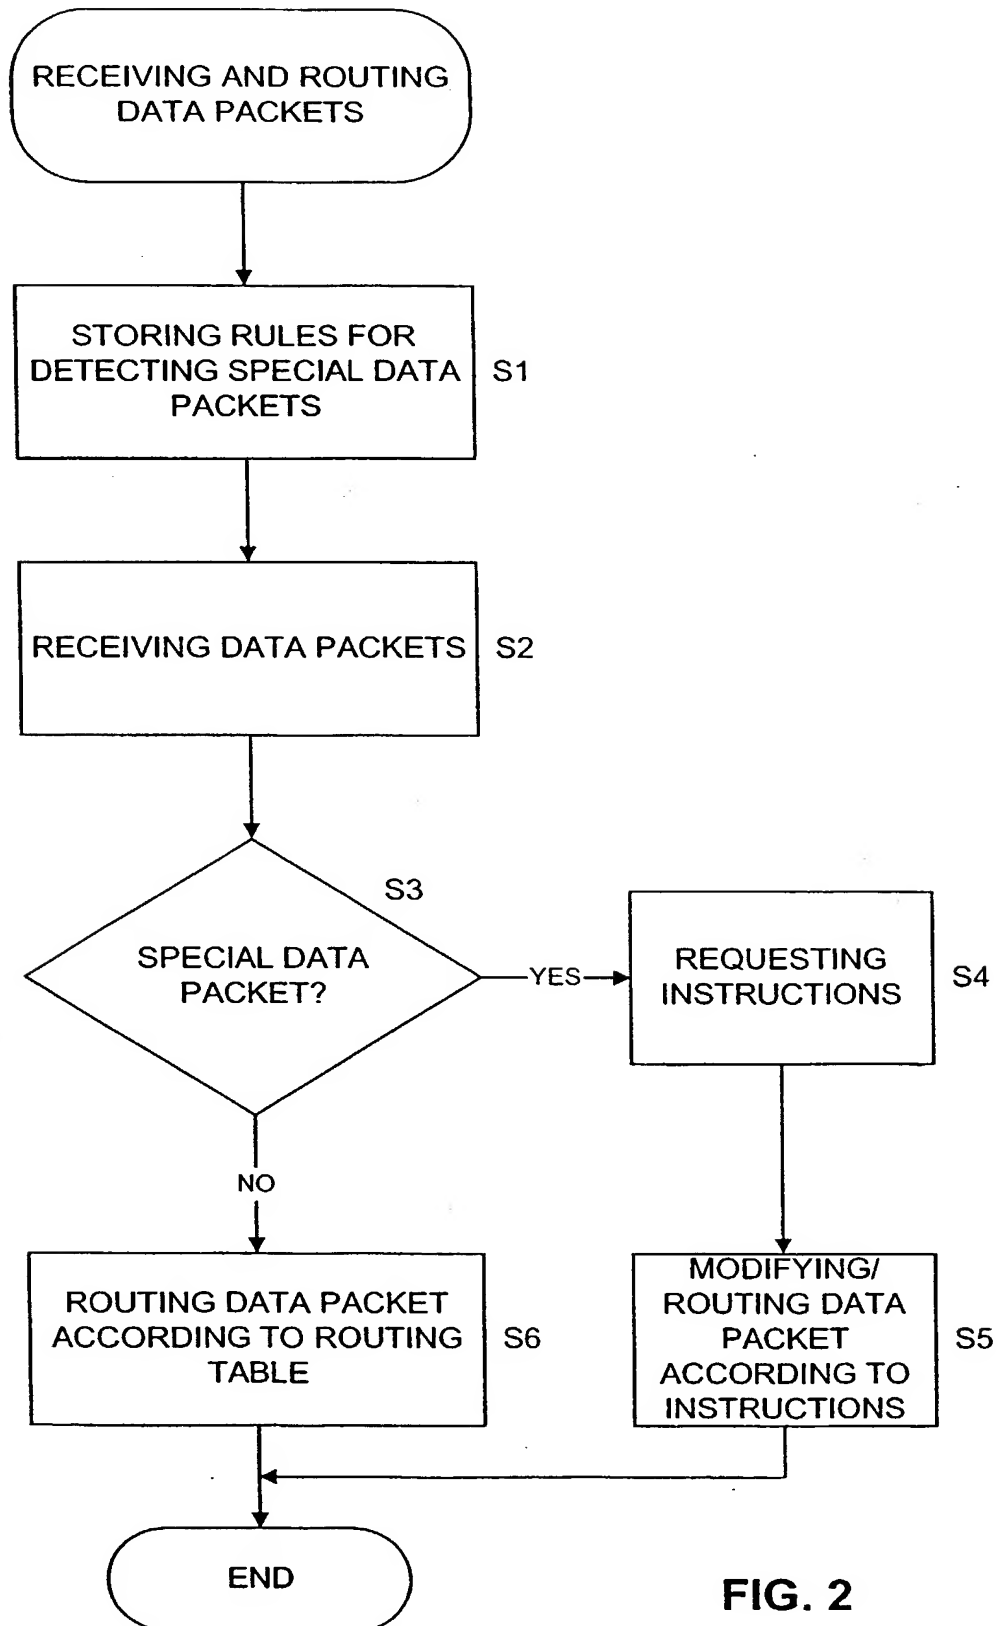 RECEIVING AND ROUTING
DATA PACKETS
STORING RULES FOR
DETECTING SPECIAL DATA
PACKETS
S1
RECEIVING DATA PACKETS
S2
S3
SPECIAL DATA
PACKET?
YES
REQUESTING
INSTRUCTIONS
S4
NO
ROUTING DATA PACKET
ACCORDING TO ROUTING
TABLE
S6
MODIFYING/
ROUTING DATA
PACKET
ACCORDING TO
INSTRUCTIONS
S5
END
FIG. 2